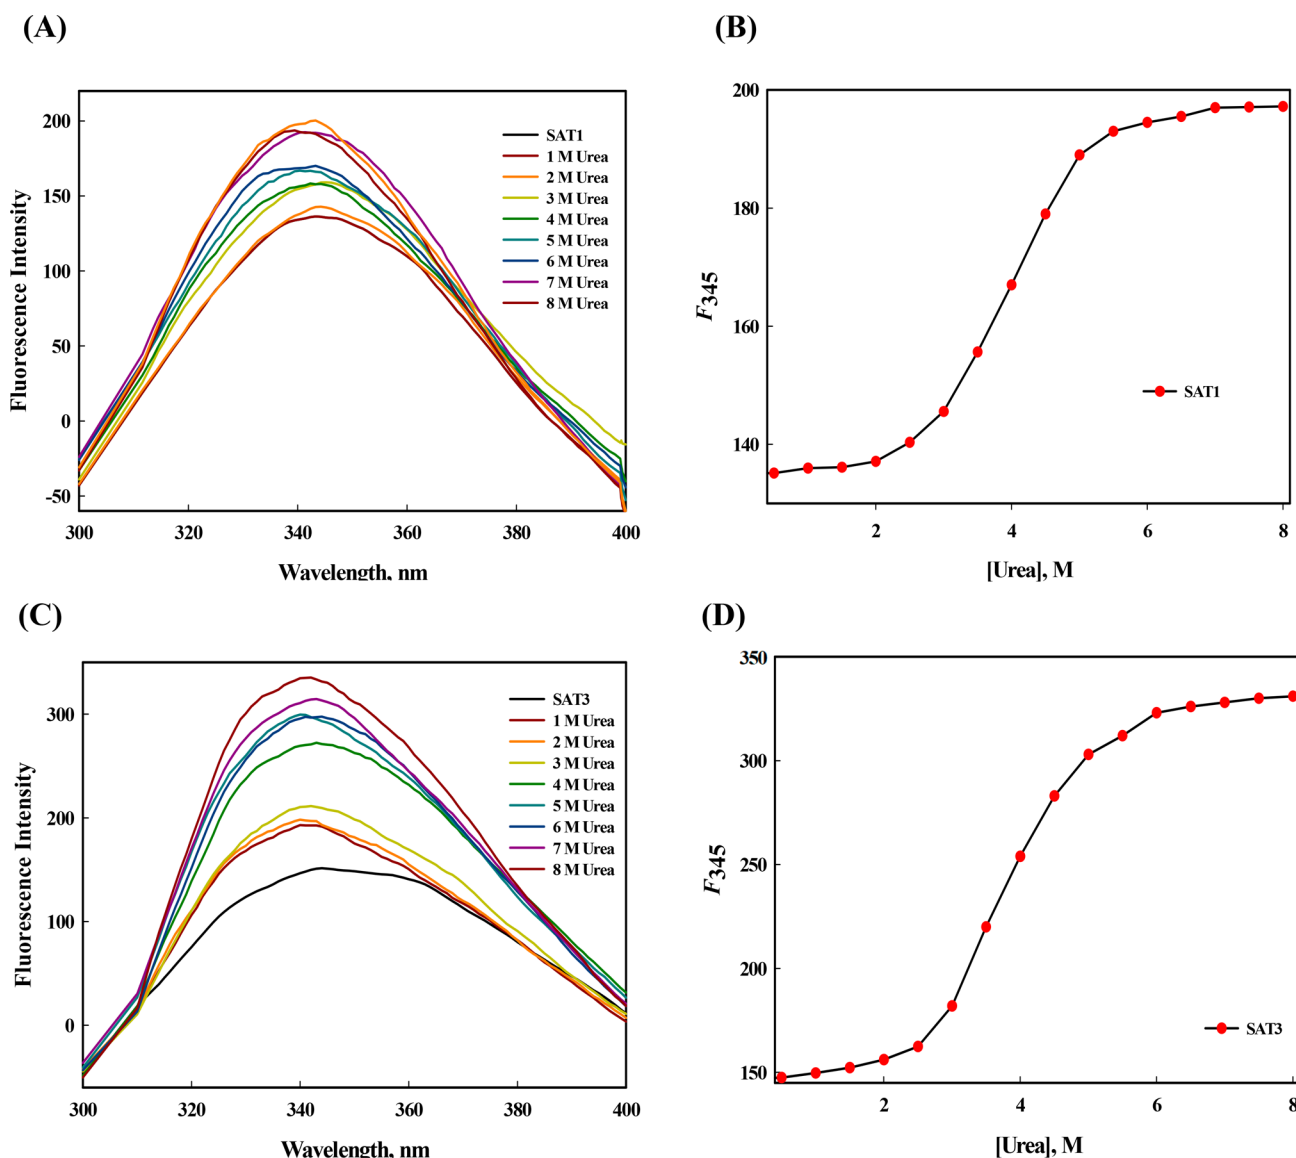 (A)
200
150
100
50
0
-50
300
320
340
360
380
400
Fluorescence Intensity
Wavelength, nm
SAT1
1 M Urea
2 M Urea
3 M Urea
4 M Urea
5 M Urea
6 M Urea
7 M Urea
8 M Urea
(B)
200
180
160
140
2
4
6
8
F345
[Urea], M
SAT1
(C)
300
200
100
0
300
320
340
360
380
400
Fluorescence Intensity
Wavelength, nm
SAT3
1 M Urea
2 M Urea
3 M Urea
4 M Urea
5 M Urea
6 M Urea
7 M Urea
8 M Urea
(D)
350
300
250
200
150
2
4
6
8
F345
[Urea], M
SAT3